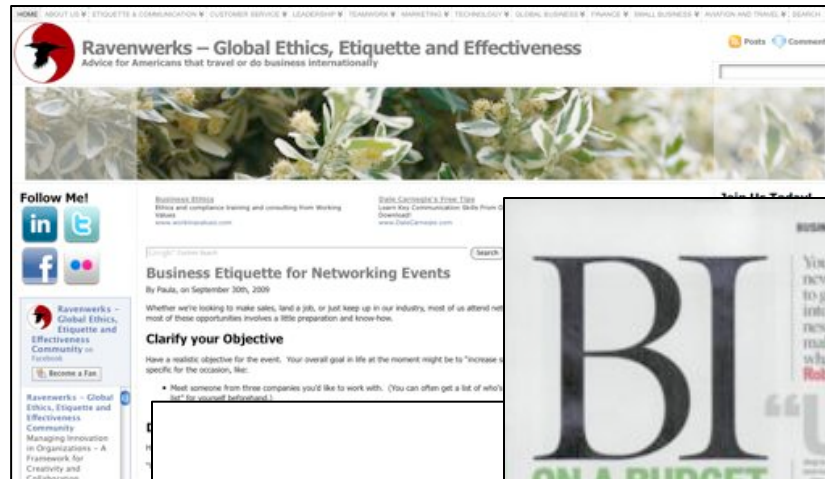 HOME ABOUT US ETIQUETTE & COMMUNICATION CUSTOMER SERVICE LEADERSHIP TEAMWORK MARKETING TECHNOLOGY GLOBAL BUSINESS FINANCE SMALL BUSINESS AVIATION AND TRAVEL SEARCH
Ravenwerks – Global Ethics, Etiquette and Effectiveness
Advice for Americans that travel or do business internationally
Posts Comment
Follow Me!
Join Us Today!
Business Ethics
Ethics and compliance training and consulting from Working
Values
www.workingvalues.com
Dale Carnegie's Free Tips
Learn Key Communication Skills From
Download!
www.DaleCarnegie.com
Search
Business Etiquette for Networking Events
By Paula, on September 30th, 2009
Whether we're looking to make sales, land a job, or just keep up in our industry, most of us attend
most of these opportunities involves a little preparation and know-how.
Clarify your Objective
Have a realistic objective for the event. Your overall goal in life at the moment might be to "increase
specific for the occasion, like:
• Meet someone from three companies you'd like to work with. (You can often get a list of who's
list" for yourself beforehand.)
Ravenwerks –
Global Ethics,
Etiquette and
Effectiveness
Community on
Facebook
Become a Fan
Ravenwerks – Global
Ethics, Etiquette and
Effectiveness
Community
Managing Innovation
in Organizations – A
Framework for
Creativity and
Collaboration
BI
ON A BUDGET